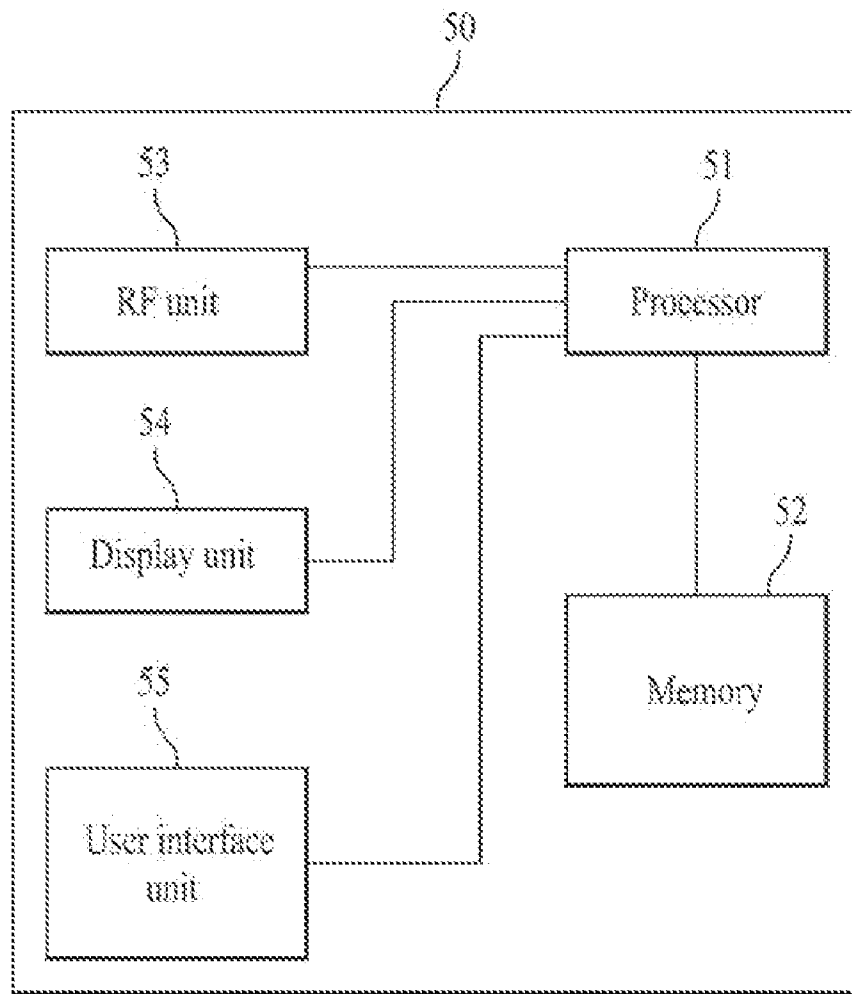 50
53
51
RF unit
Processor
54
Display unit
52
Memory
55
User interface
unit